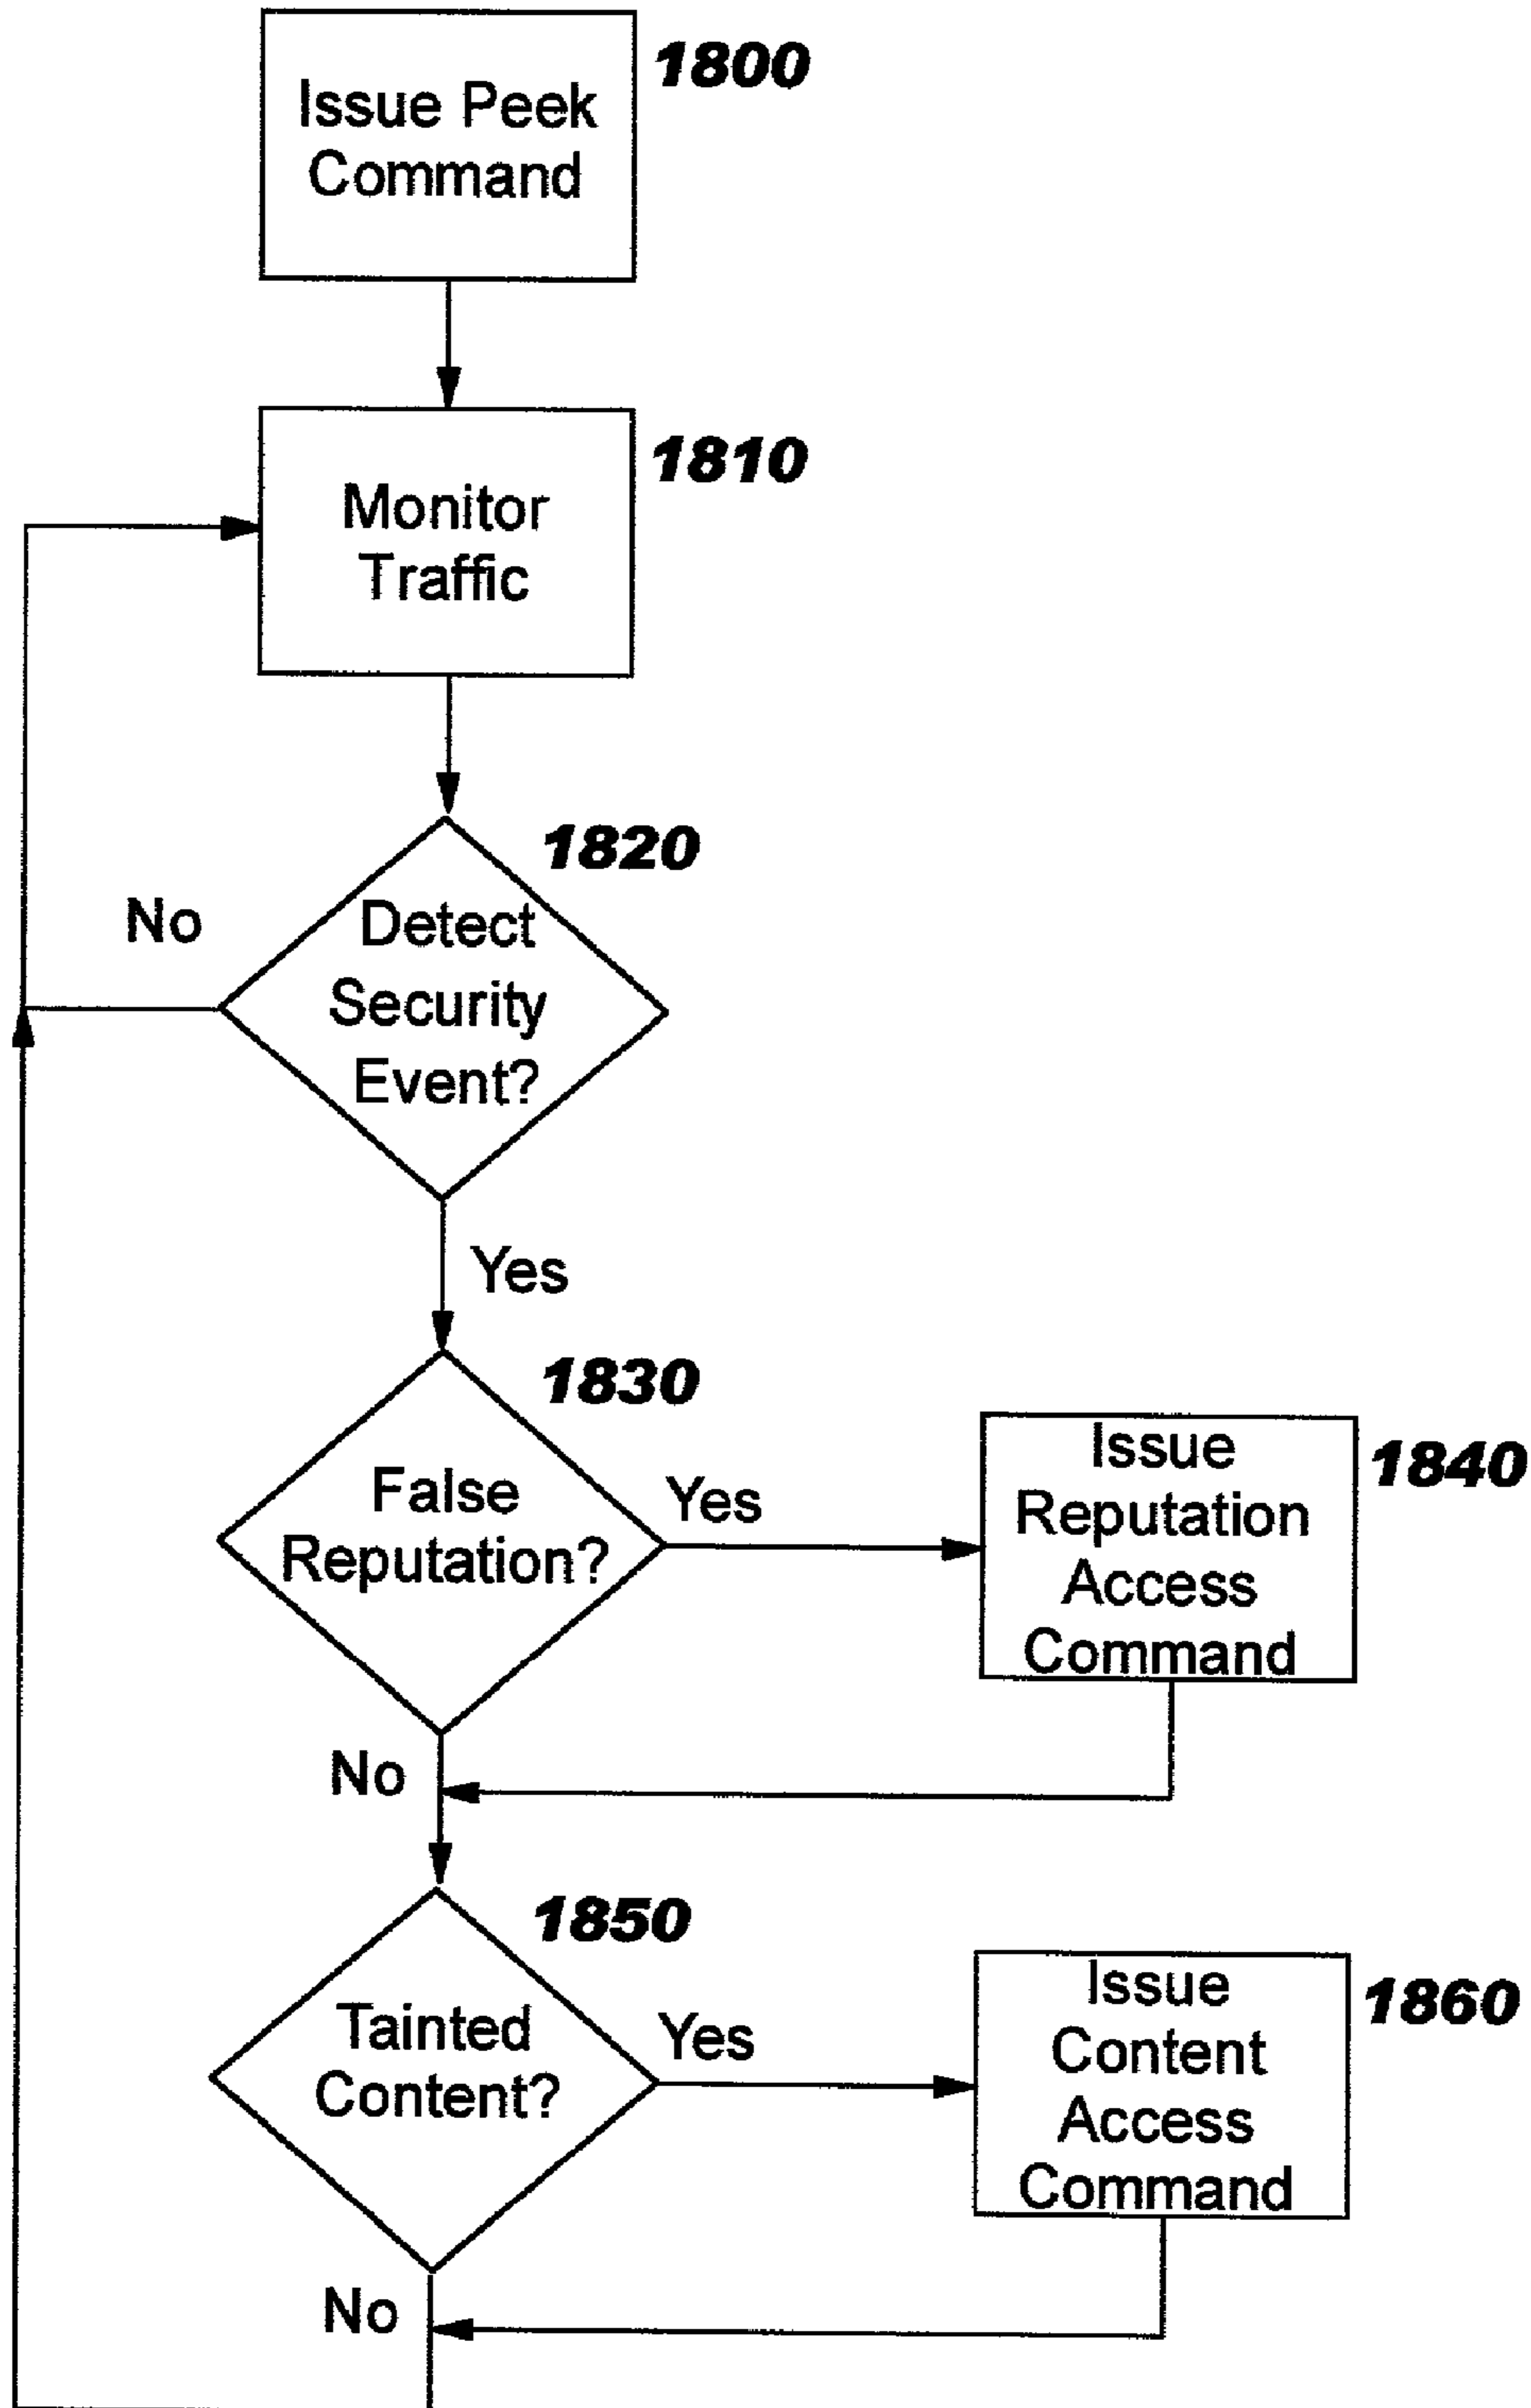 1800
Issue Peek
Command
1810
Monitor
Traffic
1820
No
Detect
Security
Event?
Yes
1830
False
Reputation?
Yes
Issue
Reputation
Access
Command
1840
No
1850
Tainted
Content?
Yes
Issue
Content
Access
Command
1860
No